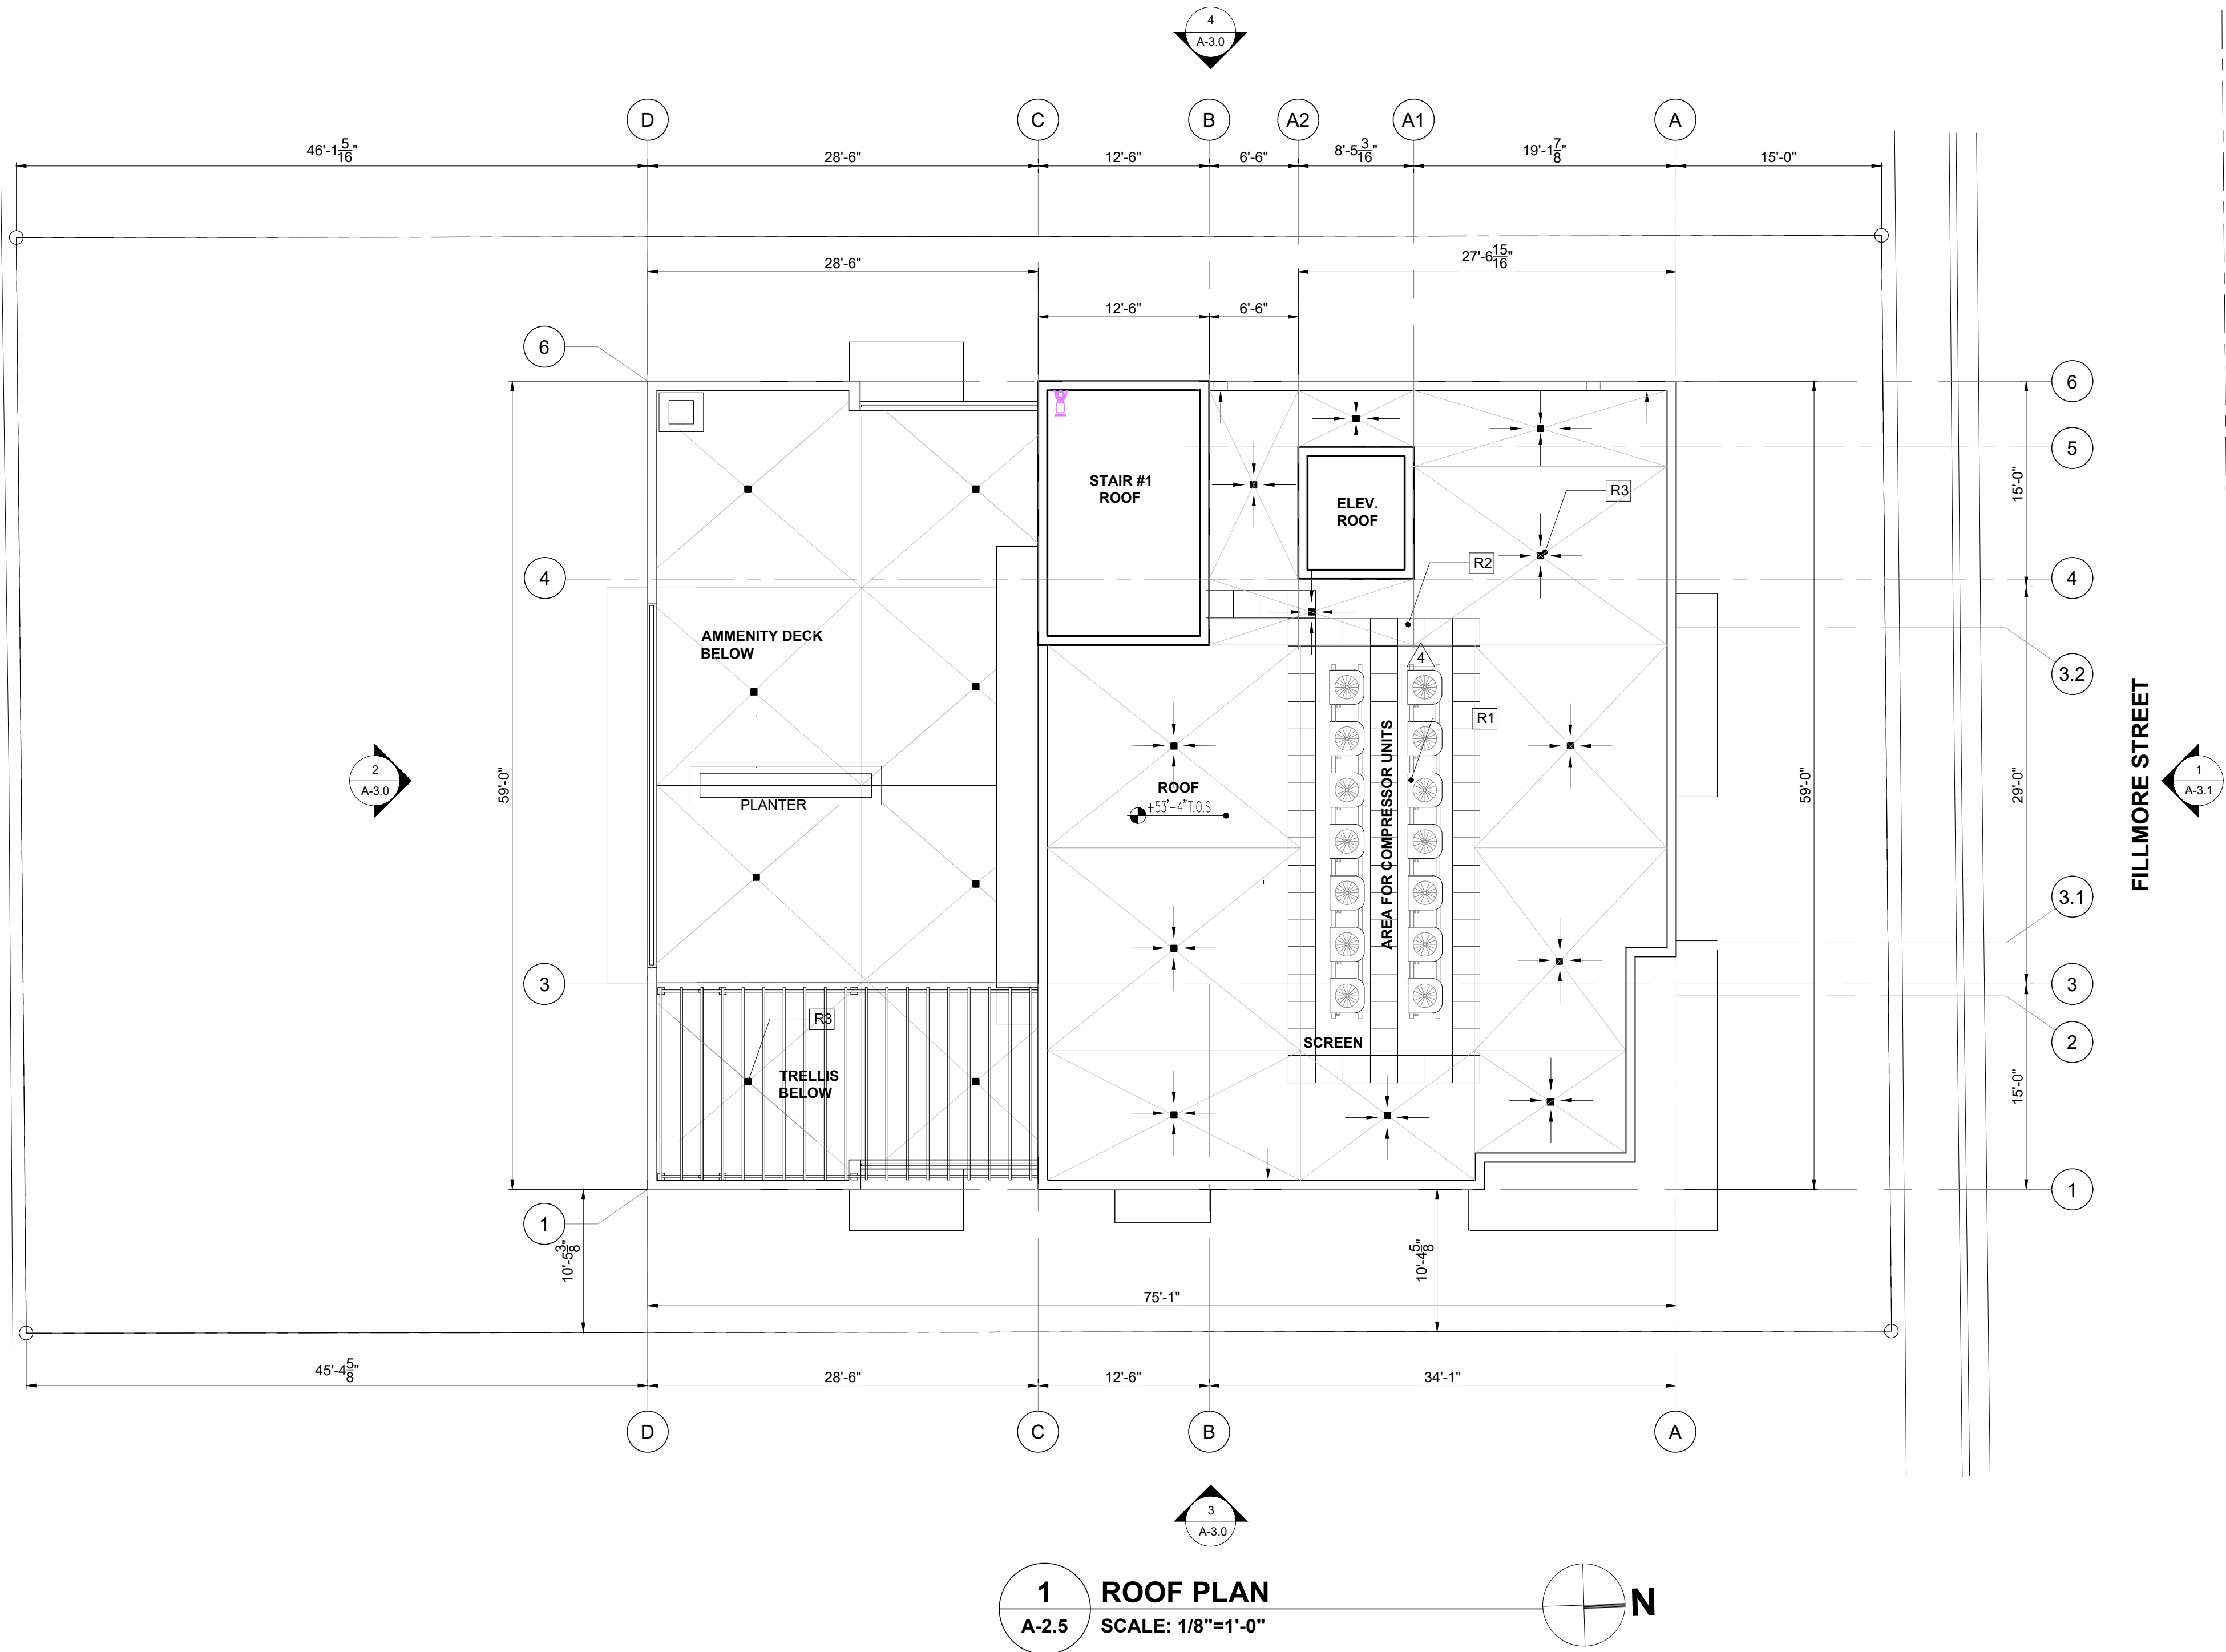 4
A-3.0
D
C
B
A2
A1
A
46'-1 5/16"
28'-6"
12'-6"
6'-6"
8'-5 3/16"
19'-1 7/8"
15'-0"
28'-6"
27'-6 15/16"
12'-6"
6'-6"
6
6
5
STAIR #1
ROOF
ELEV.
ROOF
R3
15'-0"
R2
4
4
AMMENITY DECK
BELOW
4
3.2
R1
2
A-3.0
59'-0"
PLANTER
ROOF
+53'-4"T.O.S
AREA FOR COMPRESSOR UNITS
59'-0"
29'-0"
FILLMORE STREET
1
A-3.1
3.1
3
3
R3
SCREEN
2
TRELLIS
BELOW
15'-0"
1
1
10'-5 3/8"
10'-4 5/8"
75'-1"
45'-4 5/8"
28'-6"
12'-6"
34'-1"
D
C
B
A
3
A-3.0
1
A-2.5
ROOF PLAN
SCALE: 1/8"=1'-0"
N